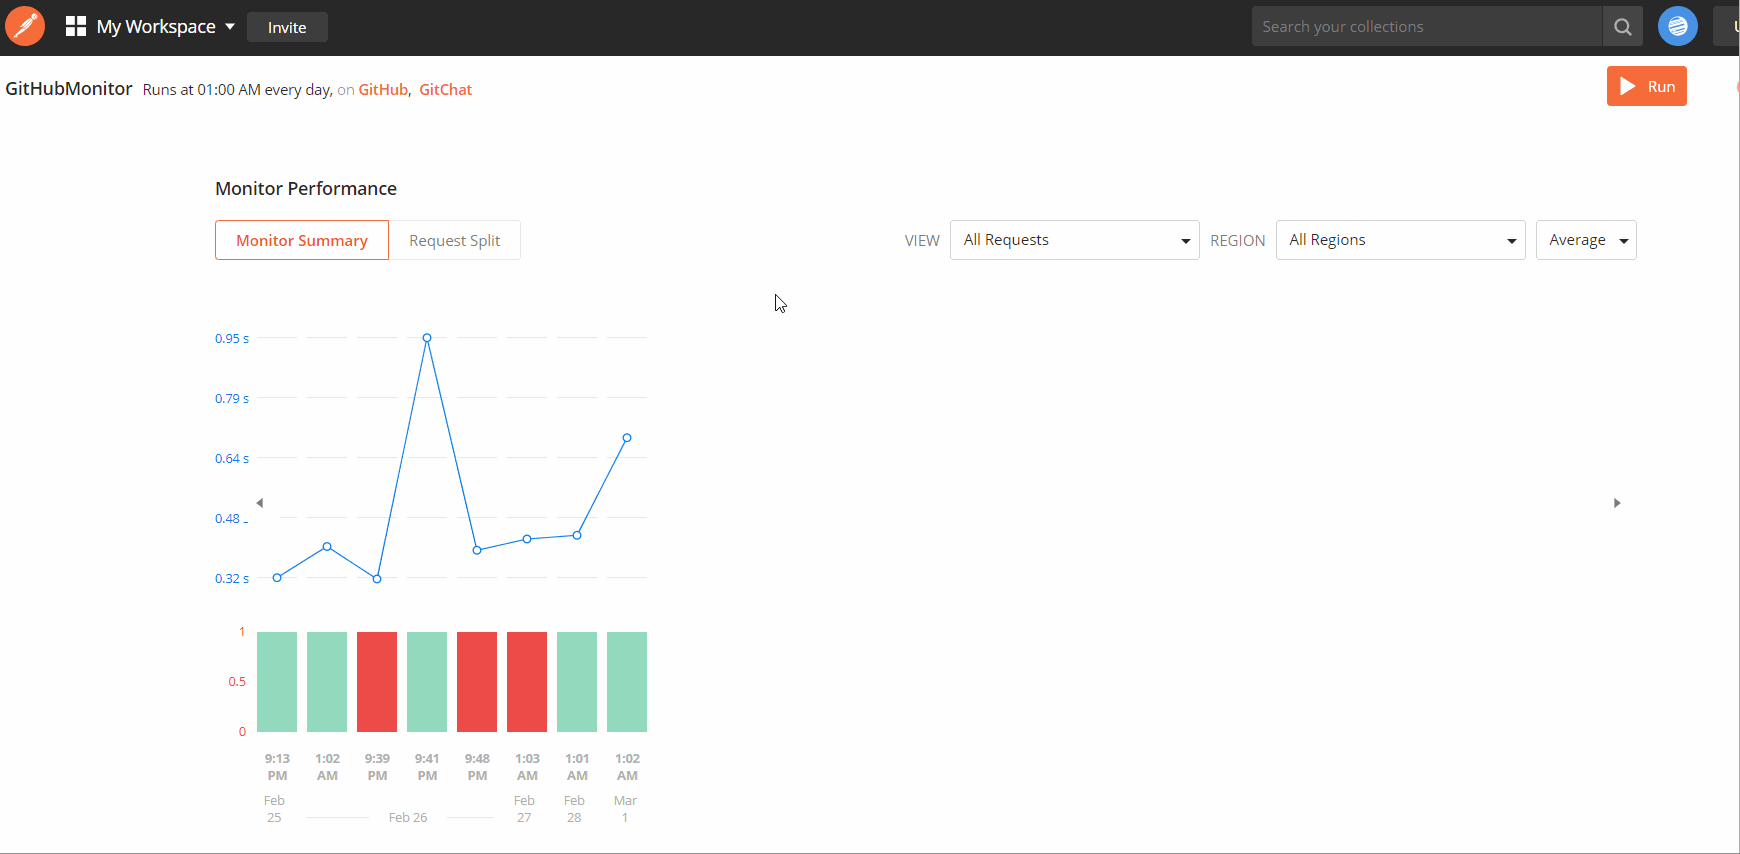 My Workspace Invite Search your collections
GitHubMonitor Runs at 01:00 AM every day, on GitHub, GitChat Run
Monitor Performance
Monitor Summary Request Split VIEW All Requests REGION All Regions Average
0.95 s
0.79 s
0.64 s
0.48
0.32 s
1
0.5
0
9:13 PM 1:02 AM 9:39 PM 9:41 PM 9:48 PM 1:03 AM 1:01 AM 1:02 AM
Feb 25 Feb 26 Feb 27 Feb 28 Mar 1